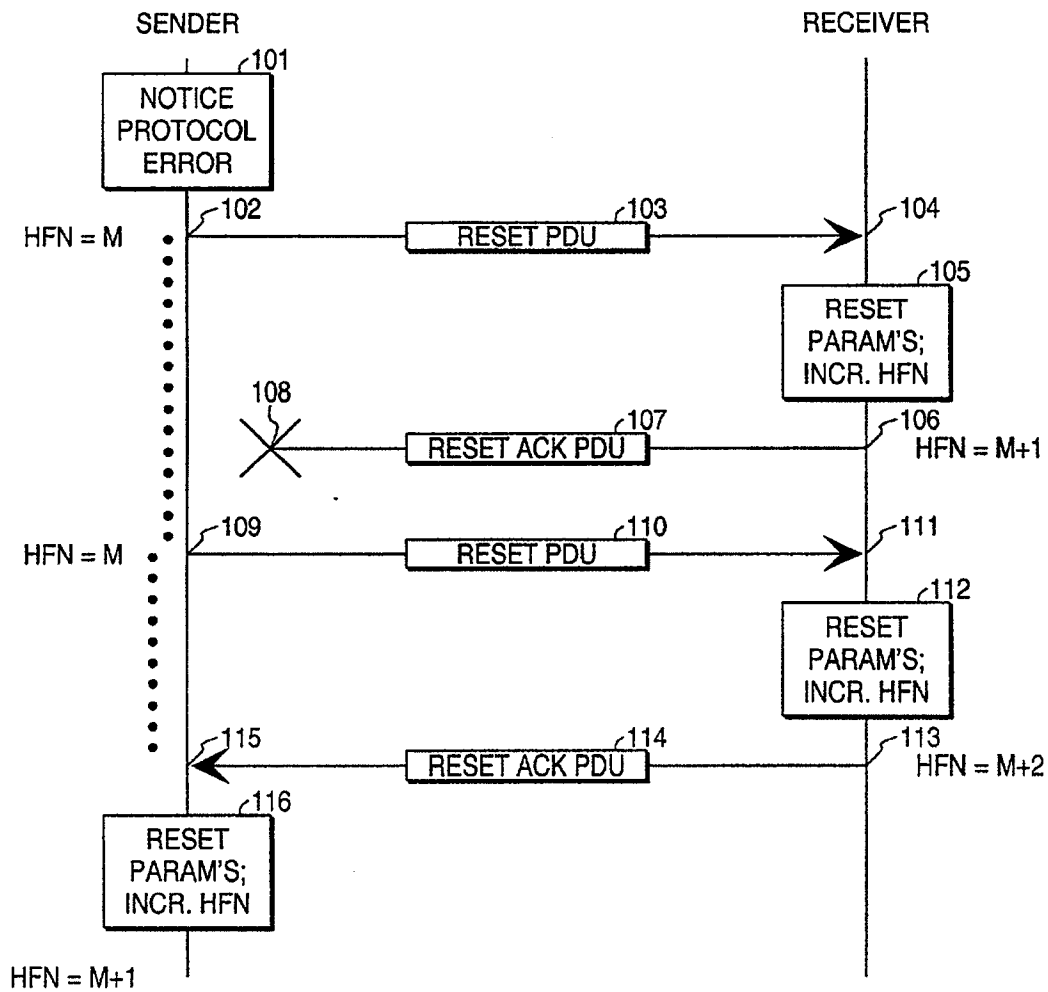 SENDER
RECEIVER
101
NOTICE
PROTOCOL
ERROR
HFN = M
102
103
RESET PDU
104
105
RESET
PARAM'S;
INCR. HFN
108
107
RESET ACK PDU
106
HFN = M+1
HFN = M
109
110
RESET PDU
111
112
RESET
PARAM'S;
INCR. HFN
115
114
RESET ACK PDU
113
HFN = M+2
116
RESET
PARAM'S;
INCR. HFN
HFN = M+1